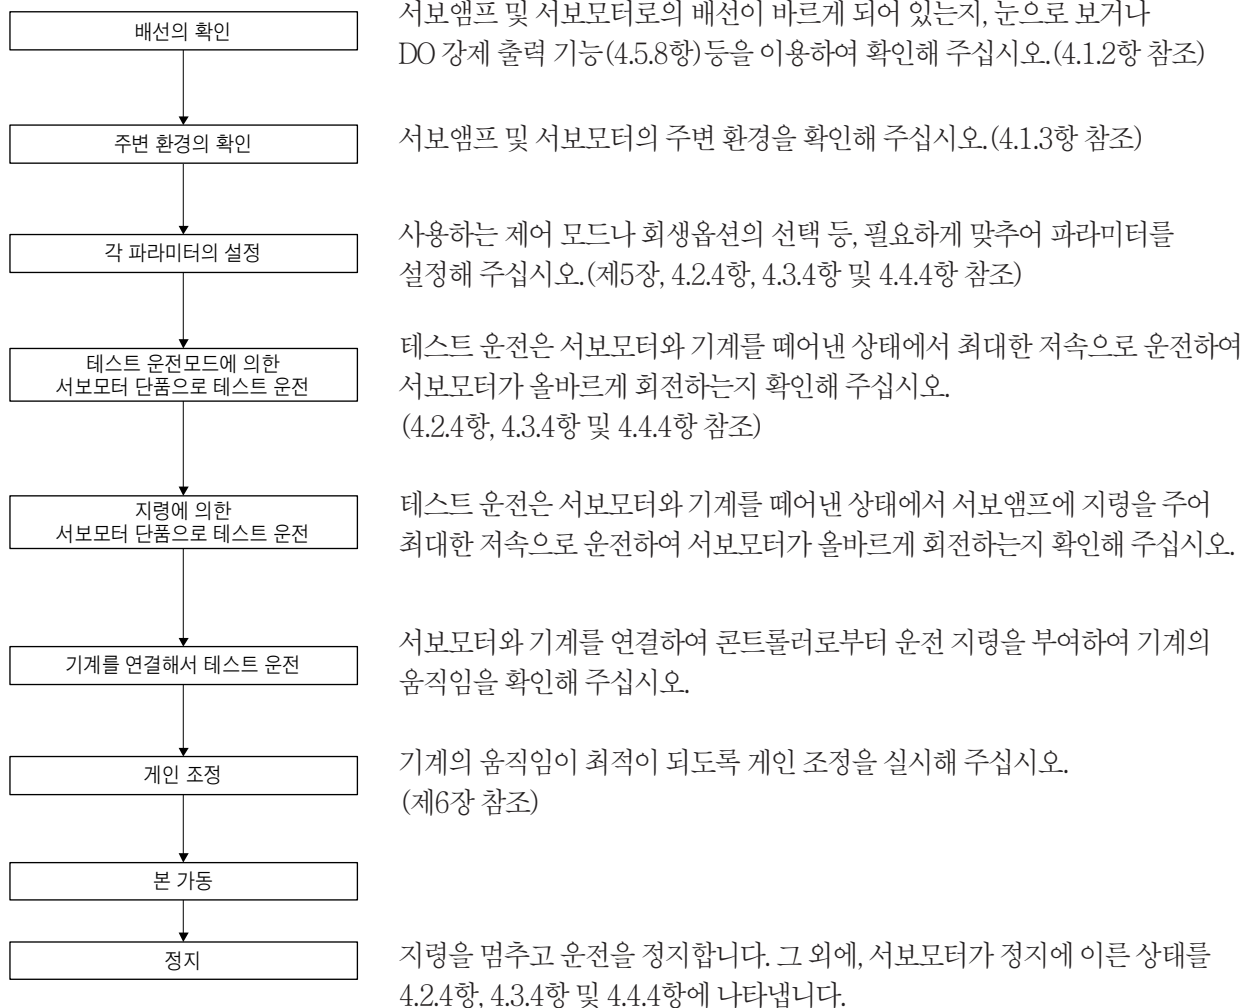 배선의 확인
서보앰프 및 서보모터로의 배선이 바르게 되어 있는지, 눈으로 보거나
DO 강제 출력 기능(4.5.8항)등을 이용하여 확인해 주십시오.(4.1.2항 참조)
주변 환경의 확인
서보앰프 및 서보모터의 주변 환경을 확인해 주십시오.(4.1.3항 참조)
각 파라미터의 설정
사용하는 제어 모드나 회생옵션의 선택 등, 필요하게 맞추어 파라미터를
설정해 주십시오.(제5장, 4.2.4항, 4.3.4항 및 4.4.4항 참조)
테스트 운전모드에 의한
서보모터 단품으로 테스트 운전
테스트 운전은 서보모터와 기계를 떼어낸 상태에서 최대한 저속으로 운전하여
서보모터가 올바르게 회전하는지 확인해 주십시오.
(4.2.4항, 4.3.4항 및 4.4.4항 참조)
지령에 의한
서보모터 단품으로 테스트 운전
테스트 운전은 서보모터와 기계를 떼어낸 상태에서 서보앰프에 지령을 주어
최대한 저속으로 운전하여 서보모터가 올바르게 회전하는지 확인해 주십시오.
기계를 연결해서 테스트 운전
서보모터와 기계를 연결하여 콘트롤러로부터 운전 지령을 부여하여 기계의
움직임을 확인해 주십시오.
게인 조정
기계의 움직임이 최적이 되도록 게인 조정을 실시해 주십시오.
(제6장 참조)
본 가동
정지
지령을 멈추고 운전을 정지합니다. 그 외에, 서보모터가 정지에 이른 상태를
4.2.4항, 4.3.4항 및 4.4.4항에 나타냅니다.